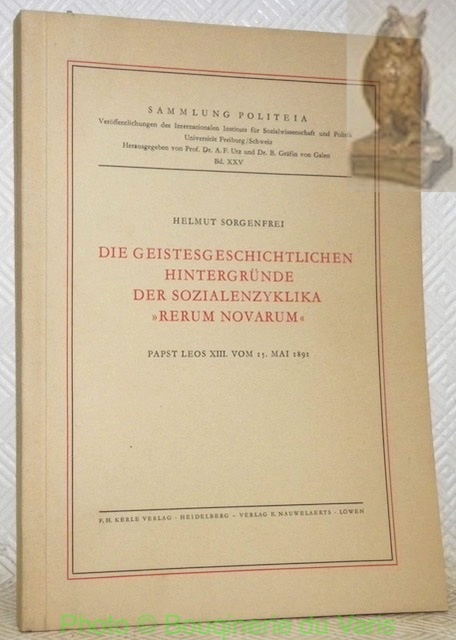 SAMMLUNG POLITEIA
Veröffentlichungen des Internationalen Instituts für Sozialwissenschaft und Politik
Universität Freiburg/Schweiz
Herausgegeben von Prof. Dr. A. F. Utz und Dr. B. Gräfin von Galen
Bd. XXV
HELMUT SORGENFREI
DIE GEISTESGESCHICHTLICHEN
HINTERGRÜNDE
DER SOZIALENZYKLIKA
»RERUM NOVARUM«
PAPST LEOS XIII. VOM 15. MAI 1891
F. H. KERLE VERLAG · HEIDELBERG – VERLAG E. NAUWELAERTS · LÖWEN
Photo © Bouquinerie du Varis